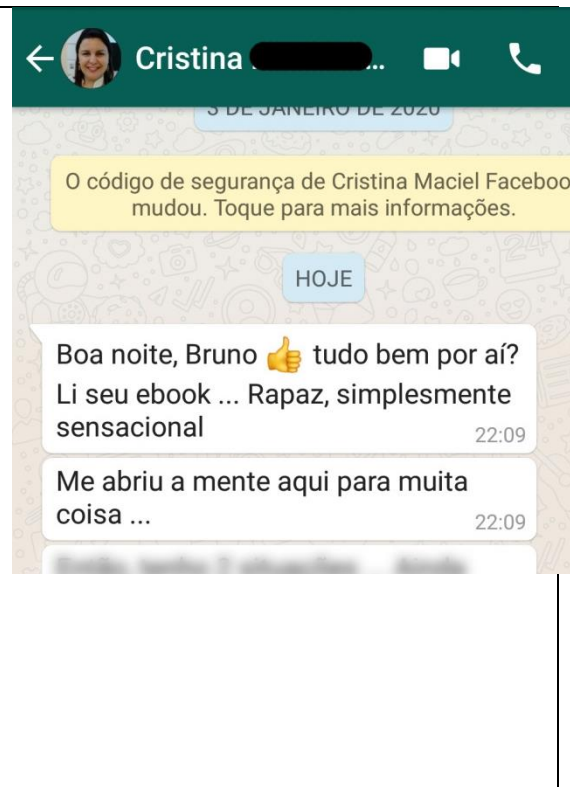 Cristina ...
3 DE JANEIRO DE 2020
O código de segurança de Cristina Maciel Faceboo
mudou. Toque para mais informações.
HOJE
Boa noite, Bruno 👍 tudo bem por aí?
Li seu ebook ... Rapaz, simplesmente
sensacional
22:09
Me abriu a mente aqui para muita
coisa ...
22:09